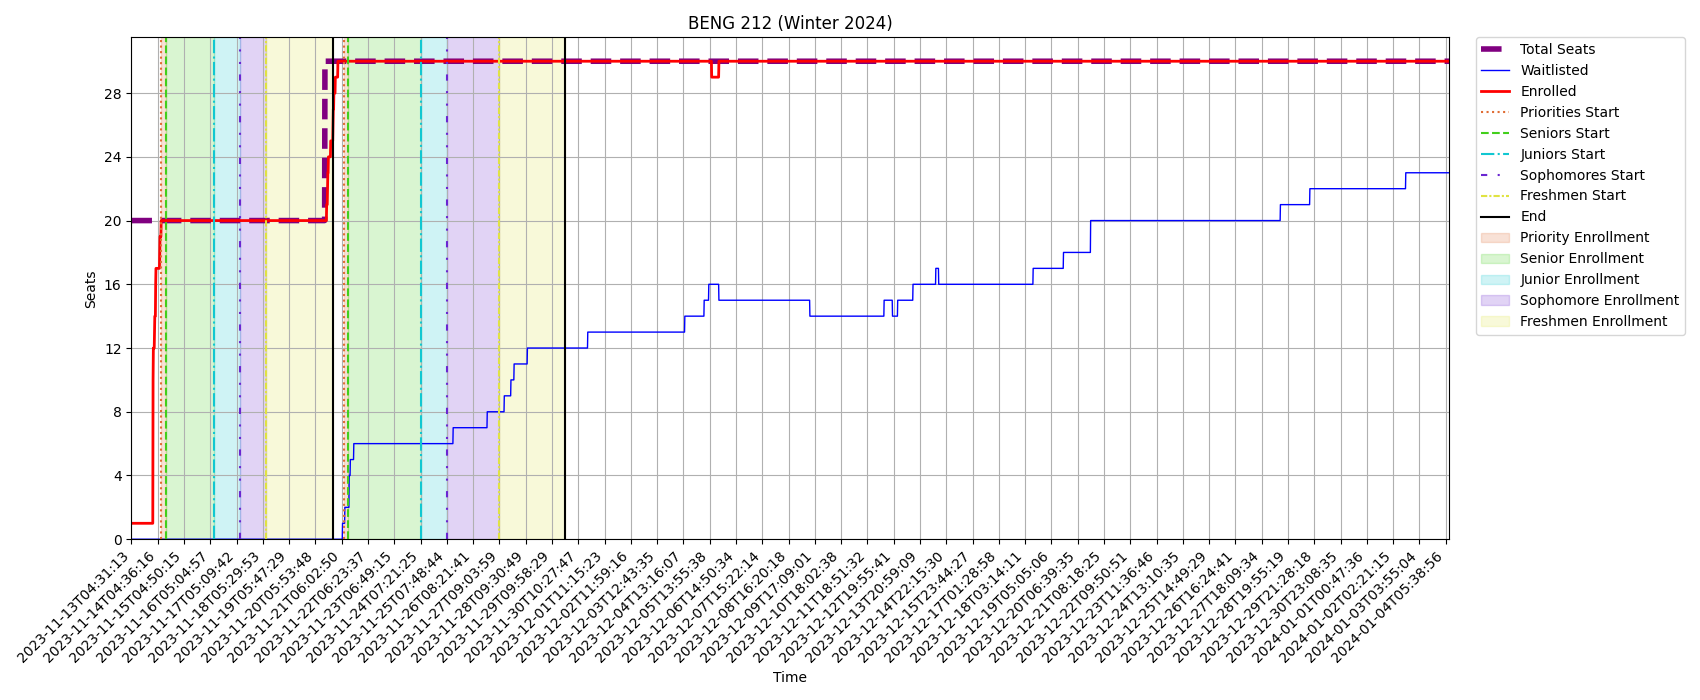 BENG 212 (Winter 2024)
Seats
28
24
20
16
12
8
4
0
2023-11-13T04:31:13
2023-11-14T04:36:16
2023-11-15T04:50:15
2023-11-16T05:04:57
2023-11-17T05:09:42
2023-11-18T05:29:53
2023-11-19T05:47:29
2023-11-20T05:53:48
2023-11-21T06:02:50
2023-11-22T06:23:37
2023-11-23T06:49:15
2023-11-24T07:21:25
2023-11-25T07:48:44
2023-11-26T08:21:41
2023-11-27T09:03:59
2023-11-28T09:30:49
2023-11-29T09:58:29
2023-11-30T10:27:47
2023-12-01T11:15:23
2023-12-02T11:59:16
2023-12-03T12:43:35
2023-12-04T13:16:07
2023-12-05T13:55:38
2023-12-06T14:50:34
2023-12-07T15:22:14
2023-12-08T16:20:18
2023-12-09T17:09:01
2023-12-10T18:02:38
2023-12-11T18:51:32
2023-12-12T19:55:41
2023-12-13T20:59:09
2023-12-14T22:15:30
2023-12-15T23:44:27
2023-12-17T01:28:58
2023-12-18T03:14:11
2023-12-19T05:05:06
2023-12-20T06:39:35
2023-12-21T08:18:25
2023-12-22T09:50:51
2023-12-23T11:36:46
2023-12-24T13:10:35
2023-12-25T14:49:29
2023-12-26T16:24:41
2023-12-27T18:09:34
2023-12-28T19:55:19
2023-12-29T21:28:18
2023-12-30T23:08:35
2024-01-01T00:47:36
2024-01-02T02:21:15
2024-01-03T03:55:04
2024-01-04T05:38:56
Time
Total Seats
Waitlisted
Enrolled
Priorities Start
Seniors Start
Juniors Start
Sophomores Start
Freshmen Start
End
Priority Enrollment
Senior Enrollment
Junior Enrollment
Sophomore Enrollment
Freshmen Enrollment